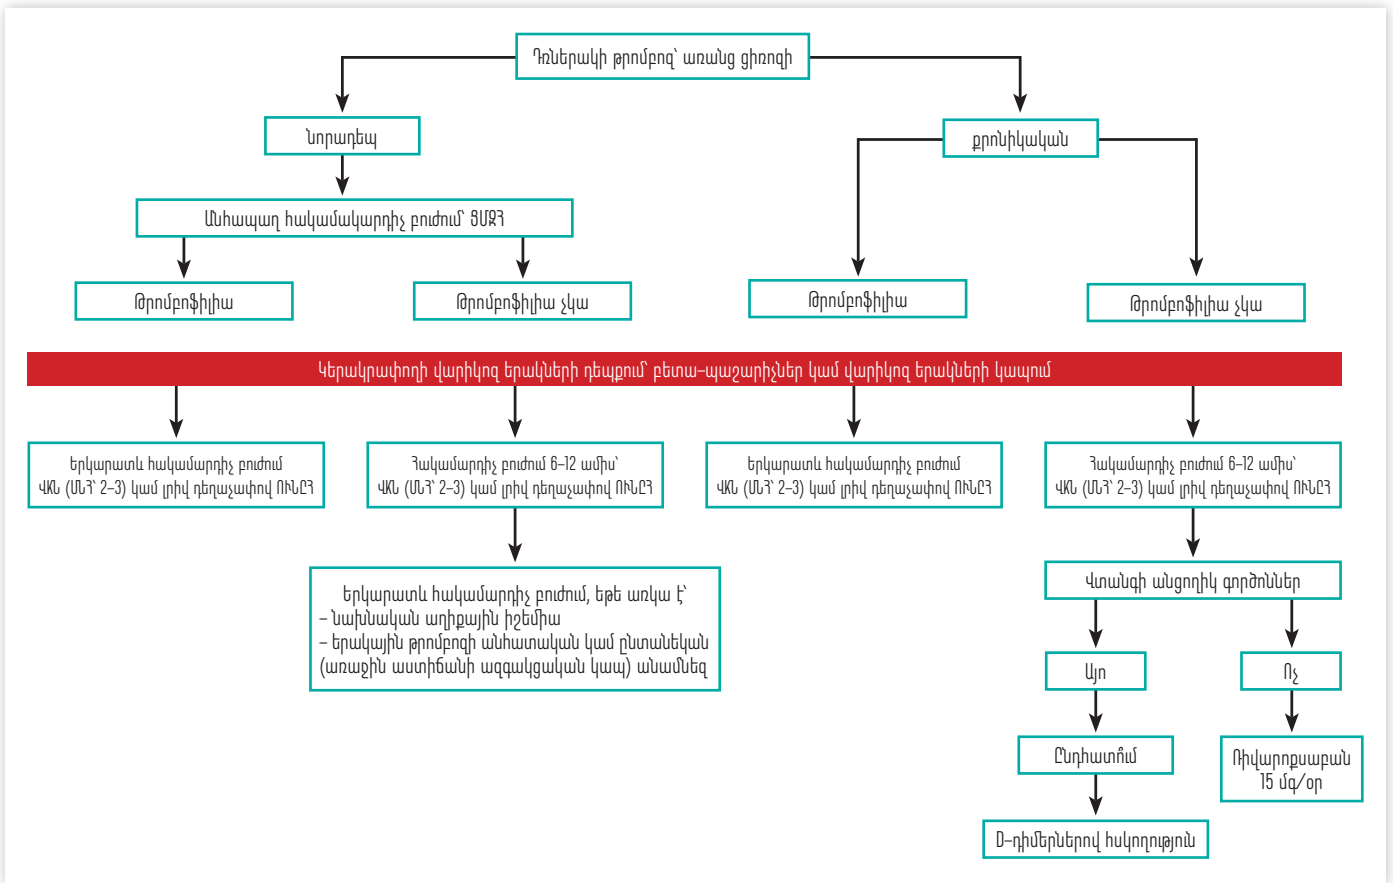 Դռներակի թրոմբոզ՝ առանց ցիռոզի
նորադեպ
քրոնիկական
Անհապաղ հակամակարդիչ բուժում՝ ՑՄՋՀ
Թրոմբոֆիլիա
Թրոմբոֆիլիա չկա
Թրոմբոֆիլիա
Թրոմբոֆիլիա չկա
Կերակրափողի վարիկոզ երակների դեպքում՝ բետա–պաշարիչներ կամ վարիկոզ երակների կապում
Երկարատև հակամարդիչ բուժում
ՎԿՆ (ՄՆՀ՝ 2–3) կամ լրիվ դեղաչափով ՈՒՆԸՀ
Հակամարդիչ բուժում 6–12 ամիս՝
ՎԿՆ (ՄՆՀ՝ 2–3) կամ լրիվ դեղաչափով ՈՒՆԸՀ
Երկարատև հակամարդիչ բուժում
ՎԿՆ (ՄՆՀ՝ 2–3) կամ լրիվ դեղաչափով ՈՒՆԸՀ
Հակամարդիչ բուժում 6–12 ամիս՝
ՎԿՆ (ՄՆՀ՝ 2–3) կամ լրիվ դեղաչափով ՈՒՆԸՀ
Երկարատև հակամարդիչ բուժում, եթե առկա է՝
– նախնական աղիքային իշեմիա
– երակային թրոմբոզի անհատական կամ ընտանեկան
(առաջին աստիճանի ազգակցական կապ) անամնեզ
Վտանգի անցողիկ գործոններ
Այո
Ոչ
Ընդհատո՞ւմ
Ռիվարոքսաբան
15 մգ/օր
D–դիմերներով հսկողություն